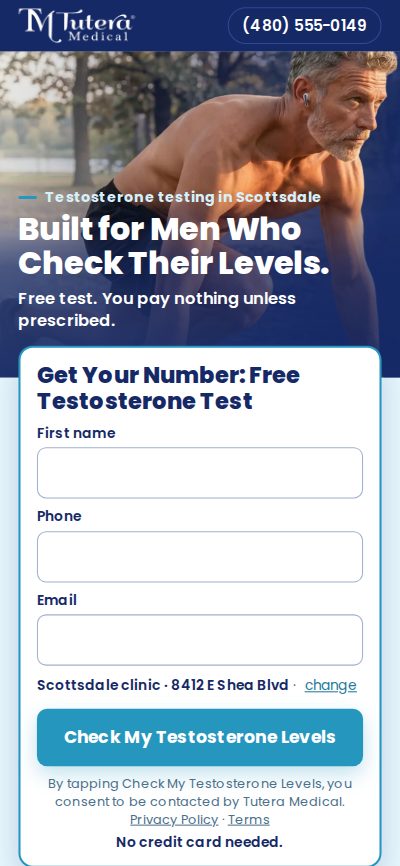 Tutera®
Medical
(480) 555-0149
Testosterone testing in Scottsdale
Built for Men Who
Check Their Levels.
Free test. You pay nothing unless
prescribed.
Get Your Number: Free
Testosterone Test
First name
Phone
Email
Scottsdale clinic · 8412 E Shea Blvd · change
Check My Testosterone Levels
By tapping Check My Testosterone Levels, you
consent to be contacted by Tutera Medical.
Privacy Policy · Terms
No credit card needed.